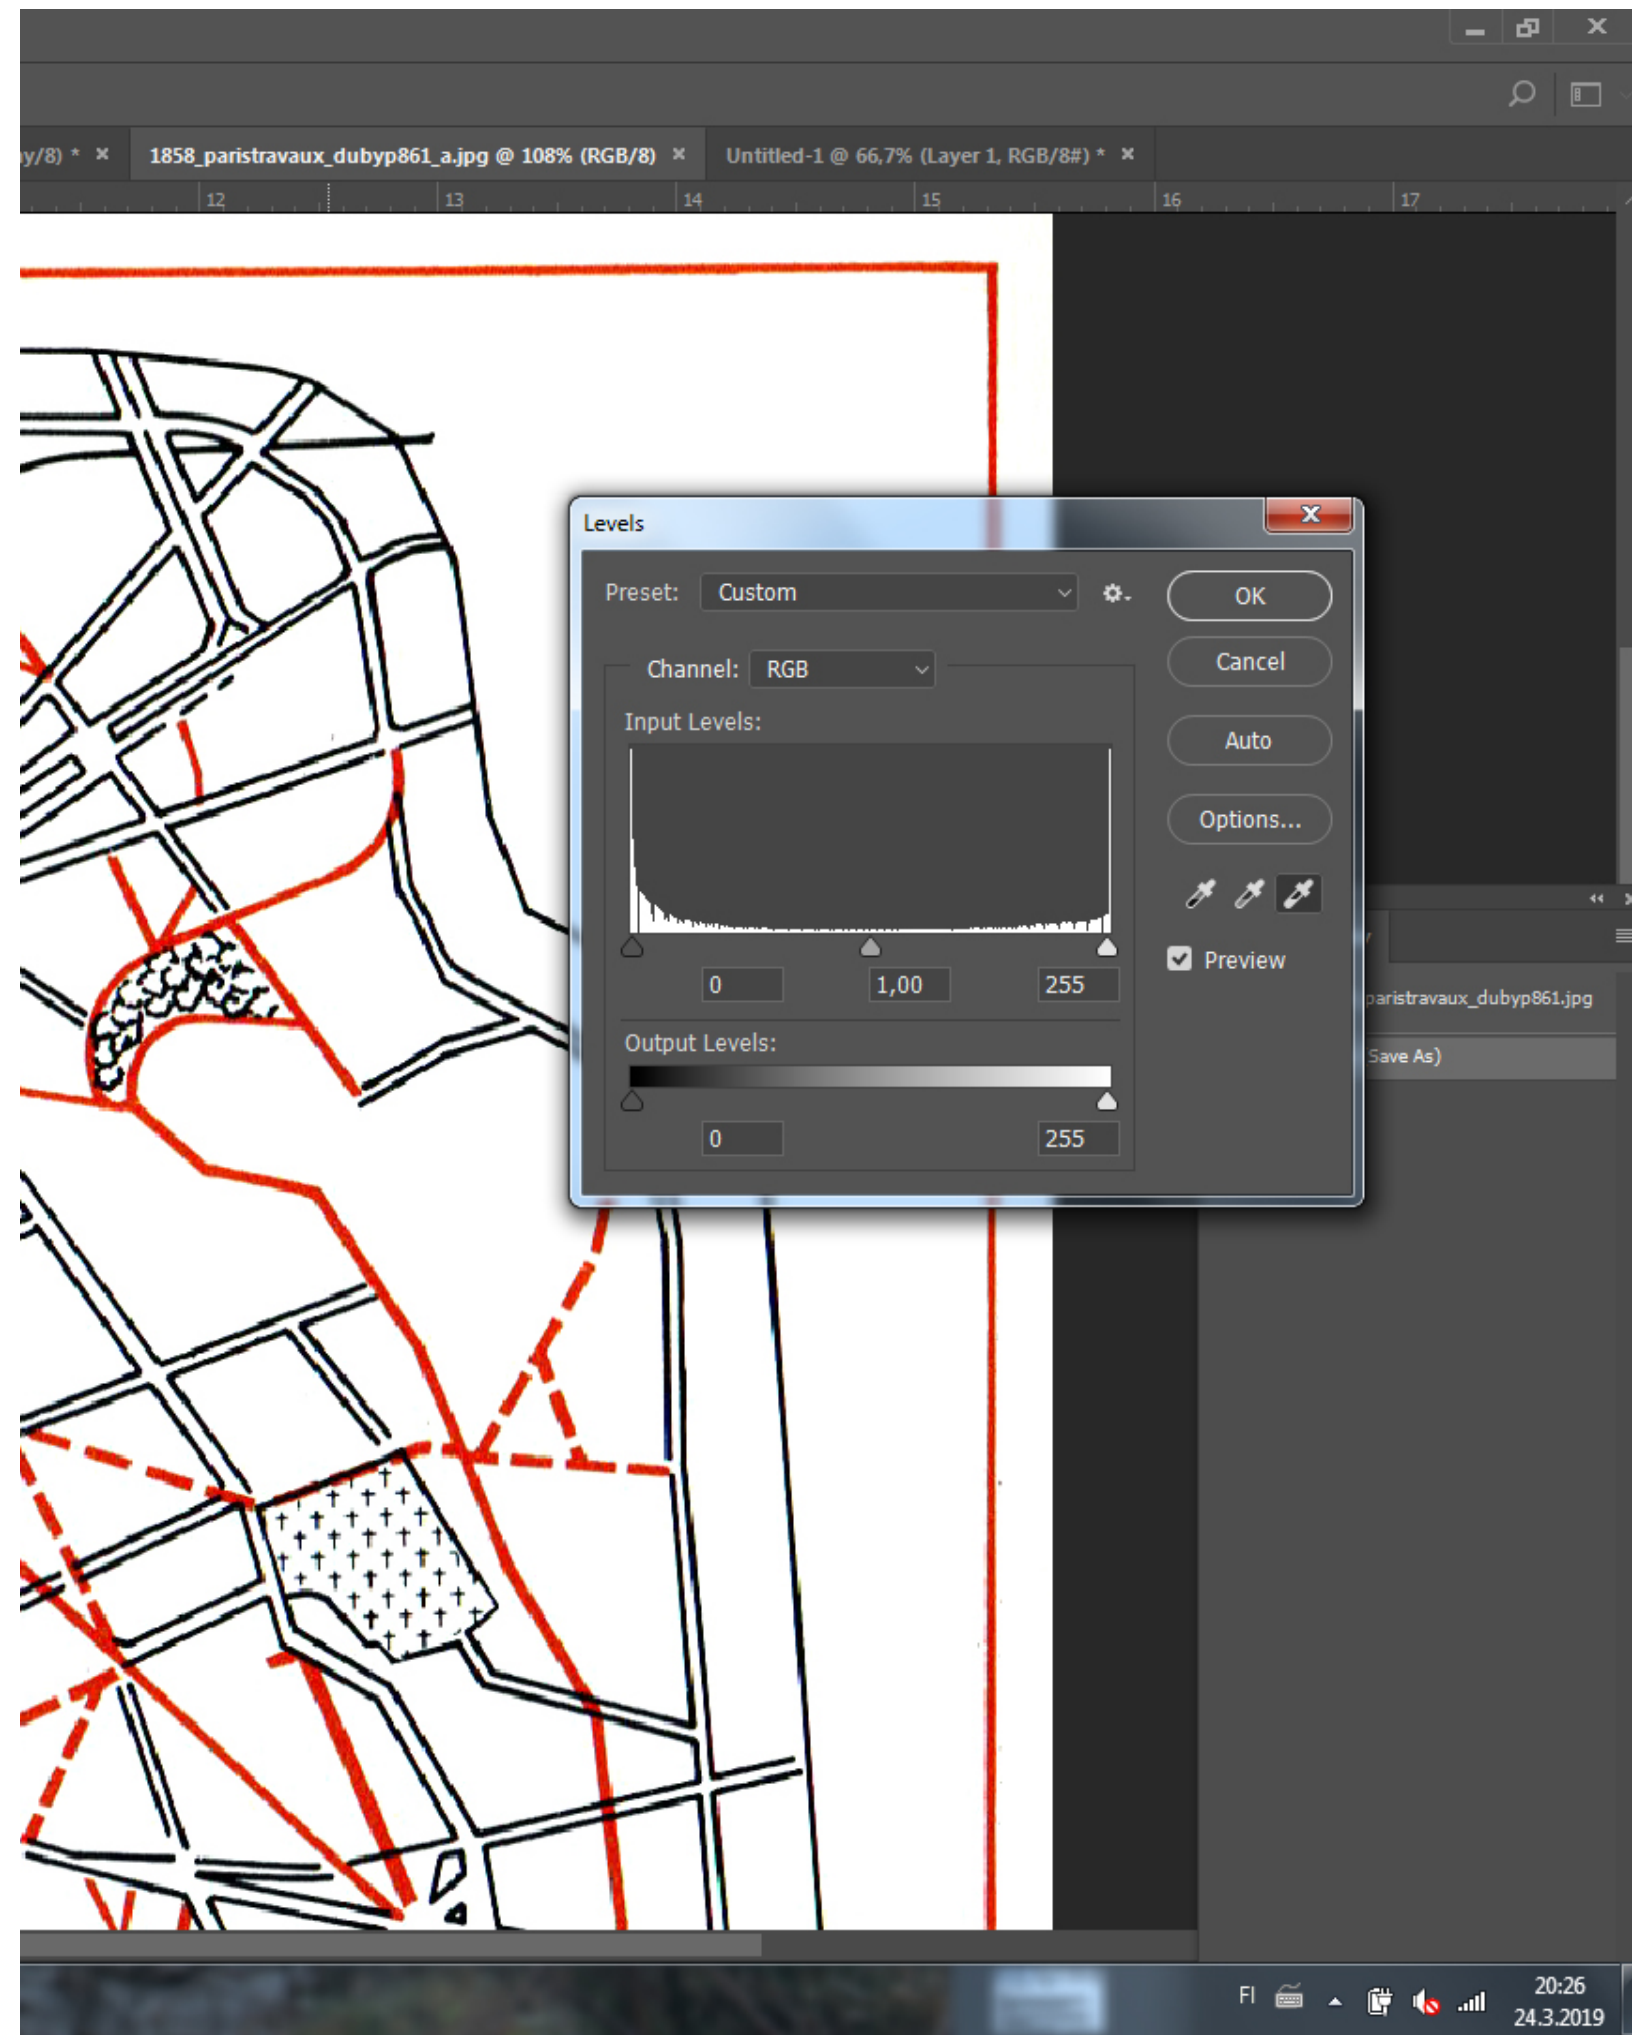 y/8) *
1858_paristravaux_dubyp861_a.jpg @ 108% (RGB/8)
Untitled-1 @ 66,7% (Layer 1, RGB/8#) *
12 13 14 15 16 17
Levels
Preset: Custom
OK
Channel: RGB
Cancel
Input Levels:
Auto
Options...
0 1,00 255
Preview
paristravaux_dubyp861.jpg
Output Levels:
Save As)
0 255
FI
20:26
24.3.2019